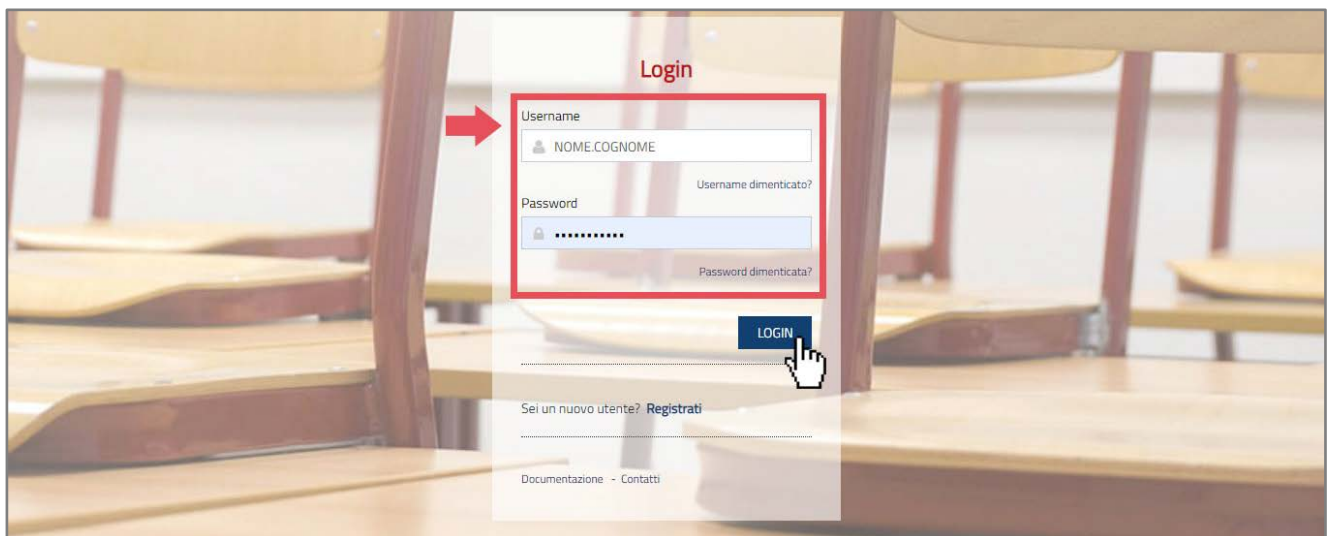 Login
Username
NOME.COGNOME
Username dimenticato?
Password
Password dimenticata?
LOGIN
Sei un nuovo utente? Registrati
Documentazione - Contatti